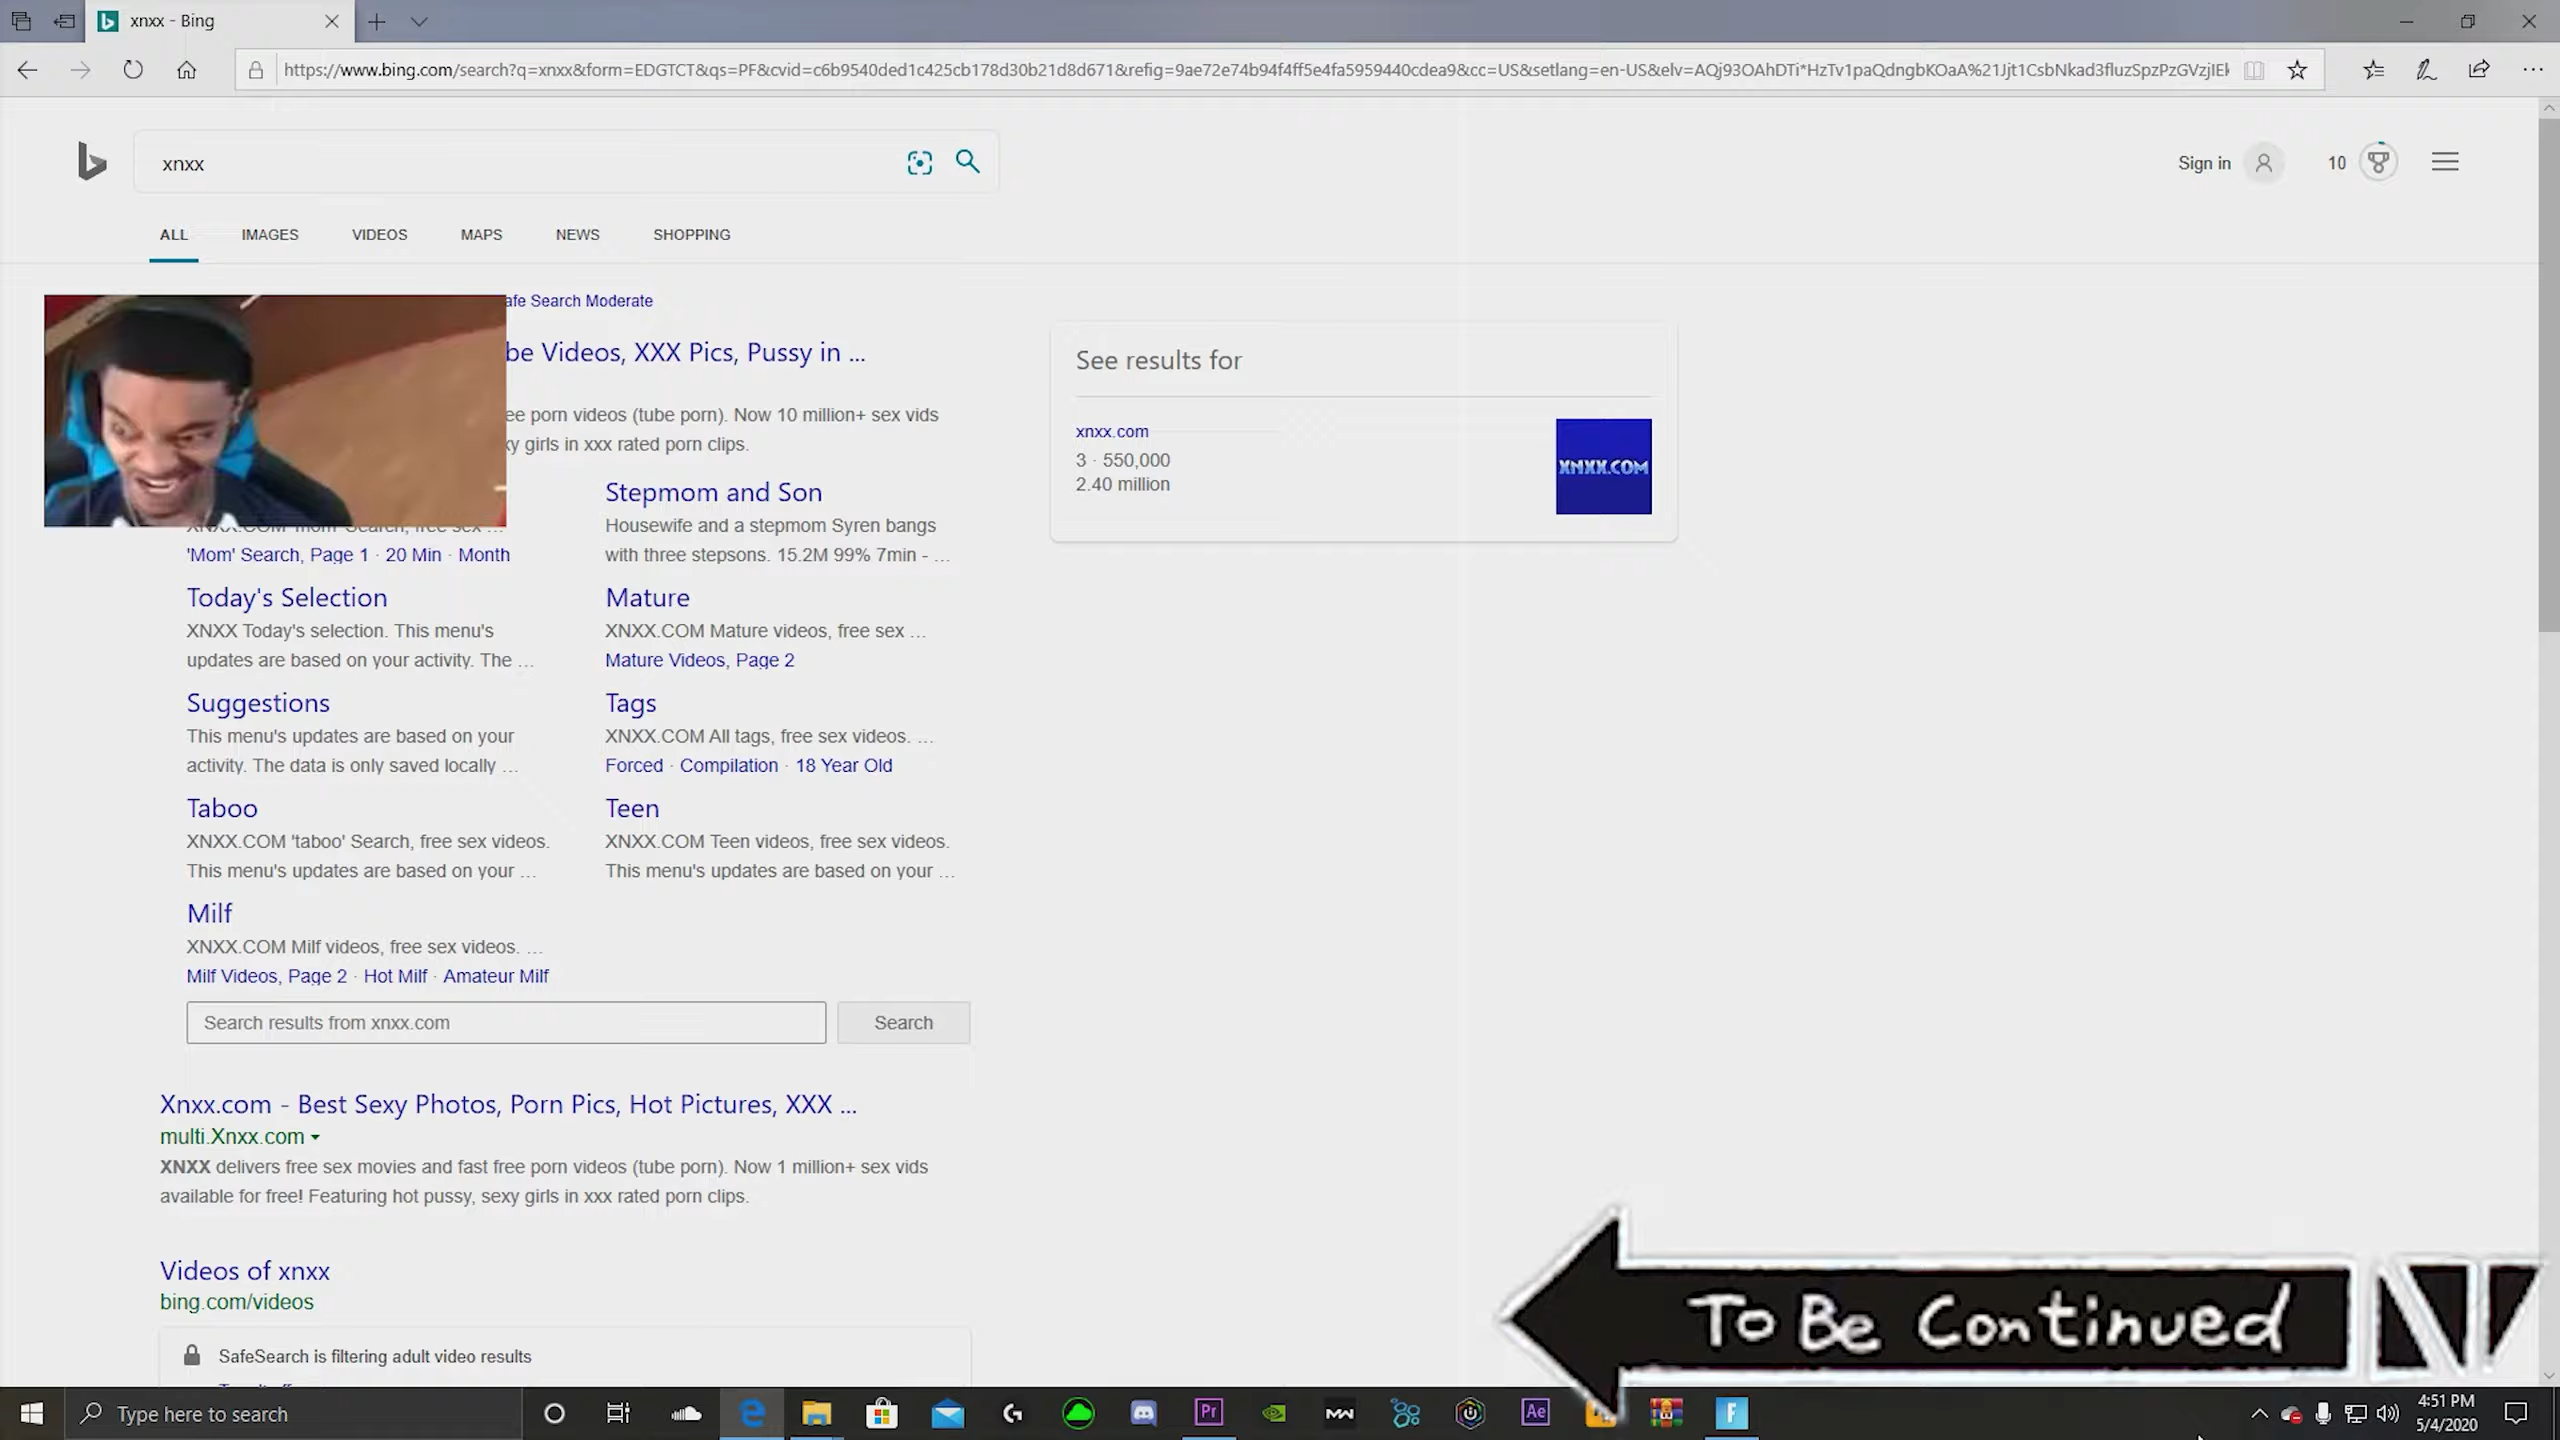 xnxx - Bing
https://www.bing.com/search?q=xnxx&form=EDGTCT&qs=PF&cvid=c6b9540ded1c425cb178d30b21d8d671&refig=9ae72e74b94f4ff5e4fa5959440cdea9&cc=US&setlang=en-US&elv=AQj93OAhDTi*HzTv1paQdngbKOaA%21Jjt1CsbNkad3fluzSpzPzGVzjIEk
xnxx
Sign in
10
ALL IMAGES VIDEOS MAPS NEWS SHOPPING
afe Search Moderate
be Videos, XXX Pics, Pussy in ...
ee porn videos (tube porn). Now 10 million+ sex vids
xy girls in xxx rated porn clips.
XNXX.COM 'mom' Search, free sex ...
'Mom' Search, Page 1 · 20 Min · Month
Stepmom and Son
Housewife and a stepmom Syren bangs
with three stepsons. 15.2M 99% 7min - ...
Today's Selection
XNXX Today's selection. This menu's
updates are based on your activity. The ...
Mature
XNXX.COM Mature videos, free sex ...
Mature Videos, Page 2
Suggestions
This menu's updates are based on your
activity. The data is only saved locally ...
Tags
XNXX.COM All tags, free sex videos. ...
Forced · Compilation · 18 Year Old
Taboo
XNXX.COM 'taboo' Search, free sex videos.
This menu's updates are based on your ...
Teen
XNXX.COM Teen videos, free sex videos.
This menu's updates are based on your ...
Milf
XNXX.COM Milf videos, free sex videos. ...
Milf Videos, Page 2 · Hot Milf · Amateur Milf
Search results from xnxx.com
Search
Xnxx.com - Best Sexy Photos, Porn Pics, Hot Pictures, XXX ...
multi.Xnxx.com
XNXX delivers free sex movies and fast free porn videos (tube porn). Now 1 million+ sex vids
available for free! Featuring hot pussy, sexy girls in xxx rated porn clips.
Videos of xnxx
bing.com/videos
SafeSearch is filtering adult video results
See results for
xnxx.com
3 · 550,000
2.40 million
XNXX.COM
To Be Continued
Type here to search
Pr
MW
Ae
F
4:51 PM
5/4/2020